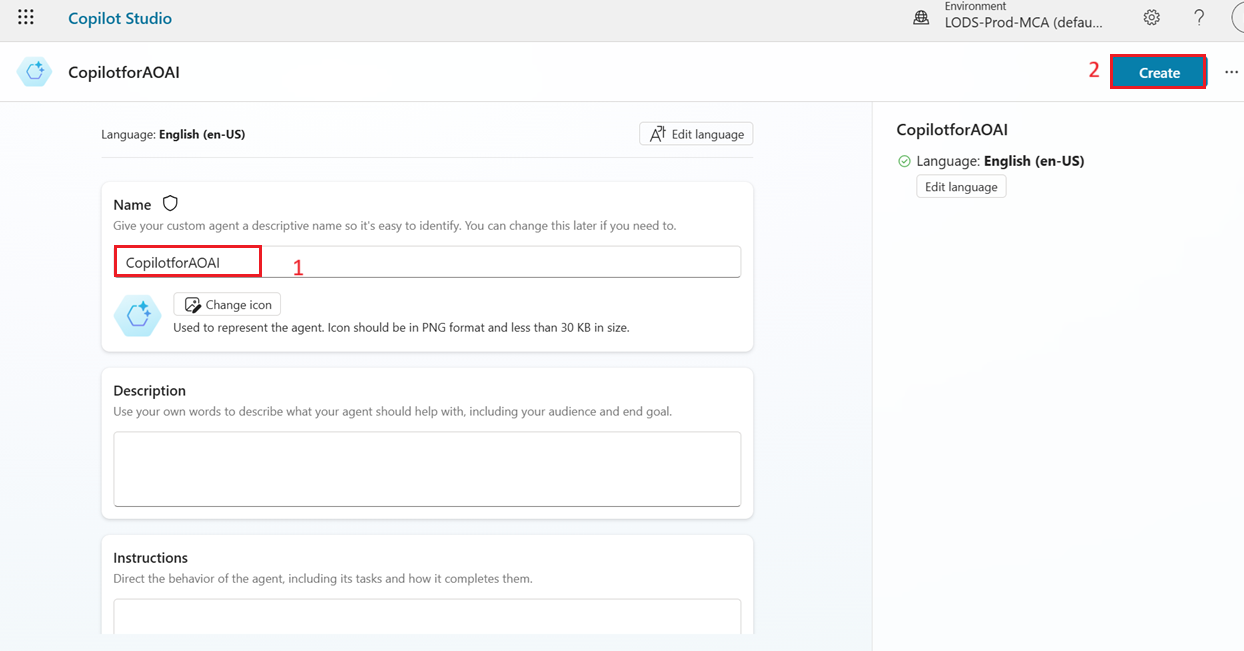 Copilot Studio
Environment
LODS-Prod-MCA (defau...
?
CopilotforAOAI
2
Create
...
Language: English (en-US)
Edit language
CopilotforAOAI
Language: English (en-US)
Edit language
Name
Give your custom agent a descriptive name so it's easy to identify. You can change this later if you need to.
CopilotforAOAI
1
Change icon
Used to represent the agent. Icon should be in PNG format and less than 30 KB in size.
Description
Use your own words to describe what your agent should help with, including your audience and end goal.
Instructions
Direct the behavior of the agent, including its tasks and how it completes them.